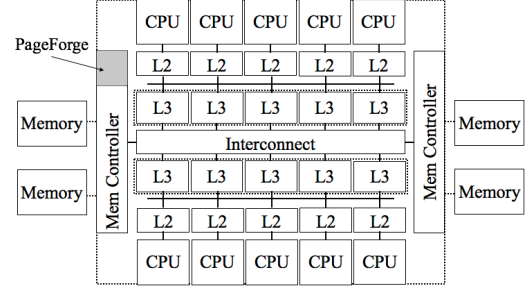 CPU CPU CPU CPU CPU
PageForge
L2 L2 L2 L2 L2
L3 L3 L3 L3 L3
Memory
Mem Controller
Interconnect
Mem Controller
Memory
Memory
L3 L3 L3 L3 L3
Memory
L2 L2 L2 L2 L2
CPU CPU CPU CPU CPU